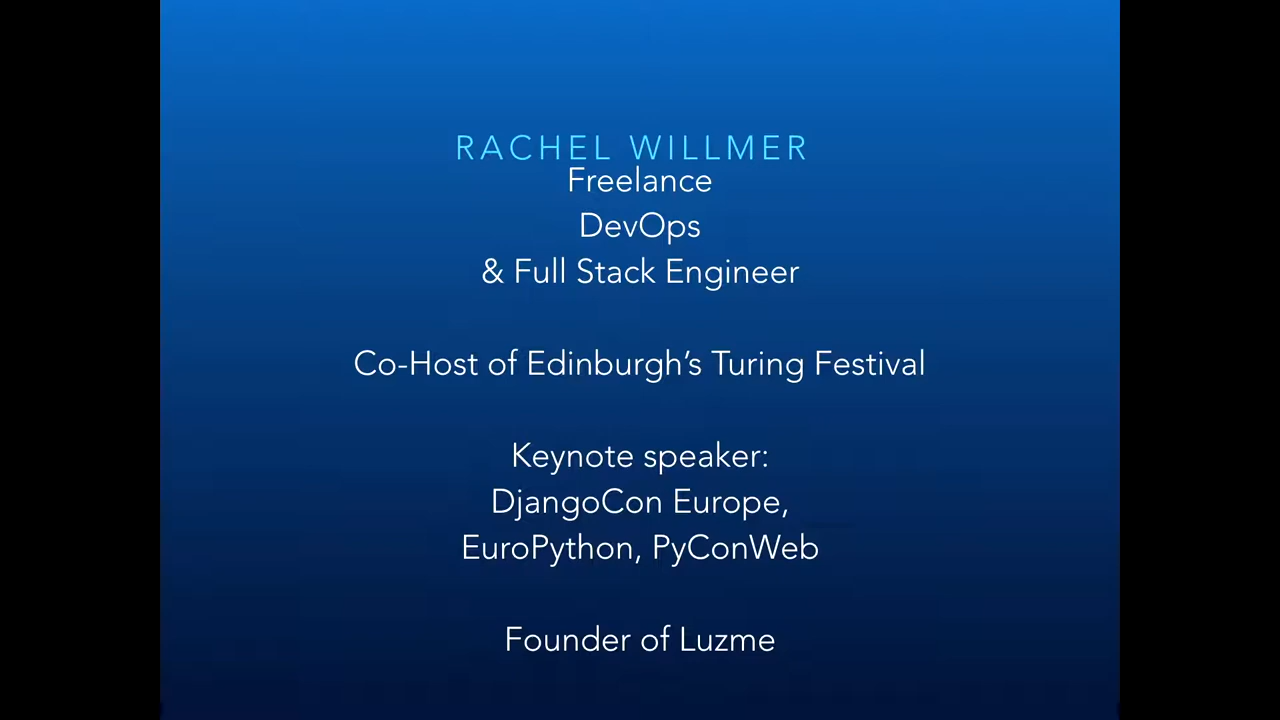 RACHEL WILLMER
Freelance
DevOps
& Full Stack Engineer
Co-Host of Edinburgh’s Turing Festival
Keynote speaker:
DjangoCon Europe,
EuroPython, PyConWeb
Founder of Luzme